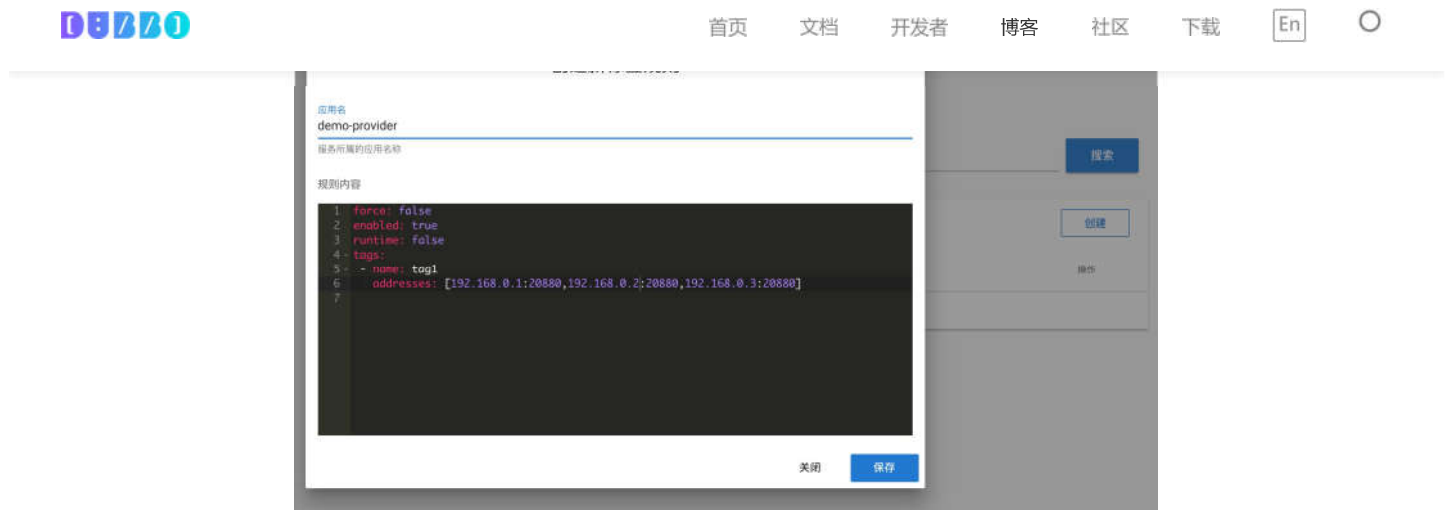 DUBBO 首页 文档 开发者 博客 社区 下载 En
应用名
demo-provider
服务所属的应用名称
搜索
规则内容
创建
操作
1 force: false
2 enabled: true
3 runtime: false
4 tags:
5 - name: tag1
6 addresses: [192.168.0.1:20880,192.168.0.2:20880,192.168.0.3:20880]
7
关闭 保存